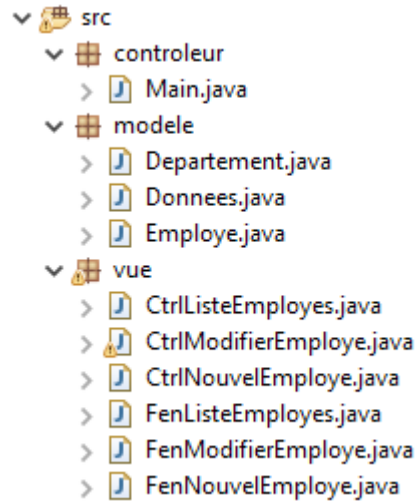 src
controleur
Main.java
modele
Departement.java
Donnees.java
Employe.java
vue
CtrlListeEmployes.java
CtrlModifierEmploye.java
CtrlNouvelEmploye.java
FenListeEmployes.java
FenModifierEmploye.java
FenNouvelEmploye.java